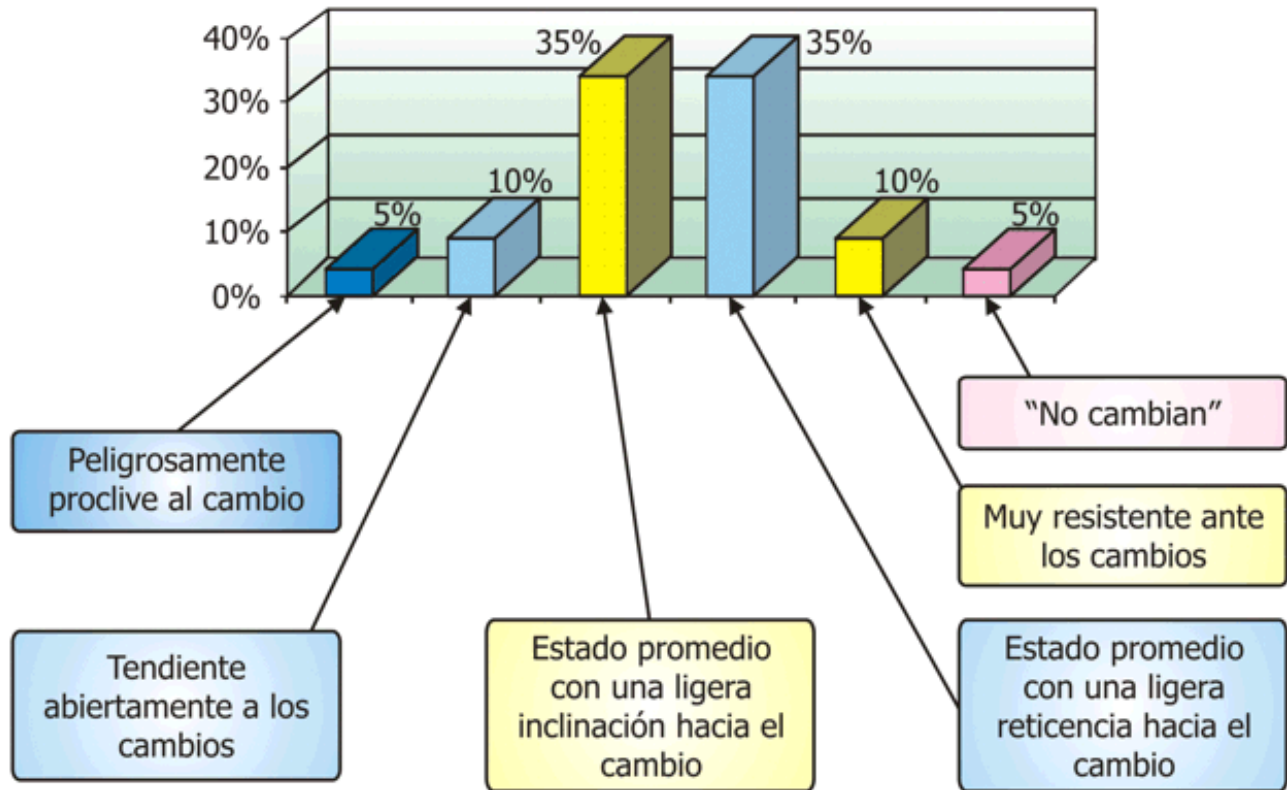 40%
30%
20%
10%
0%
5%
10%
35%
35%
10%
5%
Peligrosamente
proclive al cambio
Tendiente
abiertamente a los
cambios
Estado promedio
con una ligera
inclinación hacia el
cambio
Estado promedio
con una ligera
reticencia hacia el
cambio
Muy resistente ante
los cambios
“No cambian”